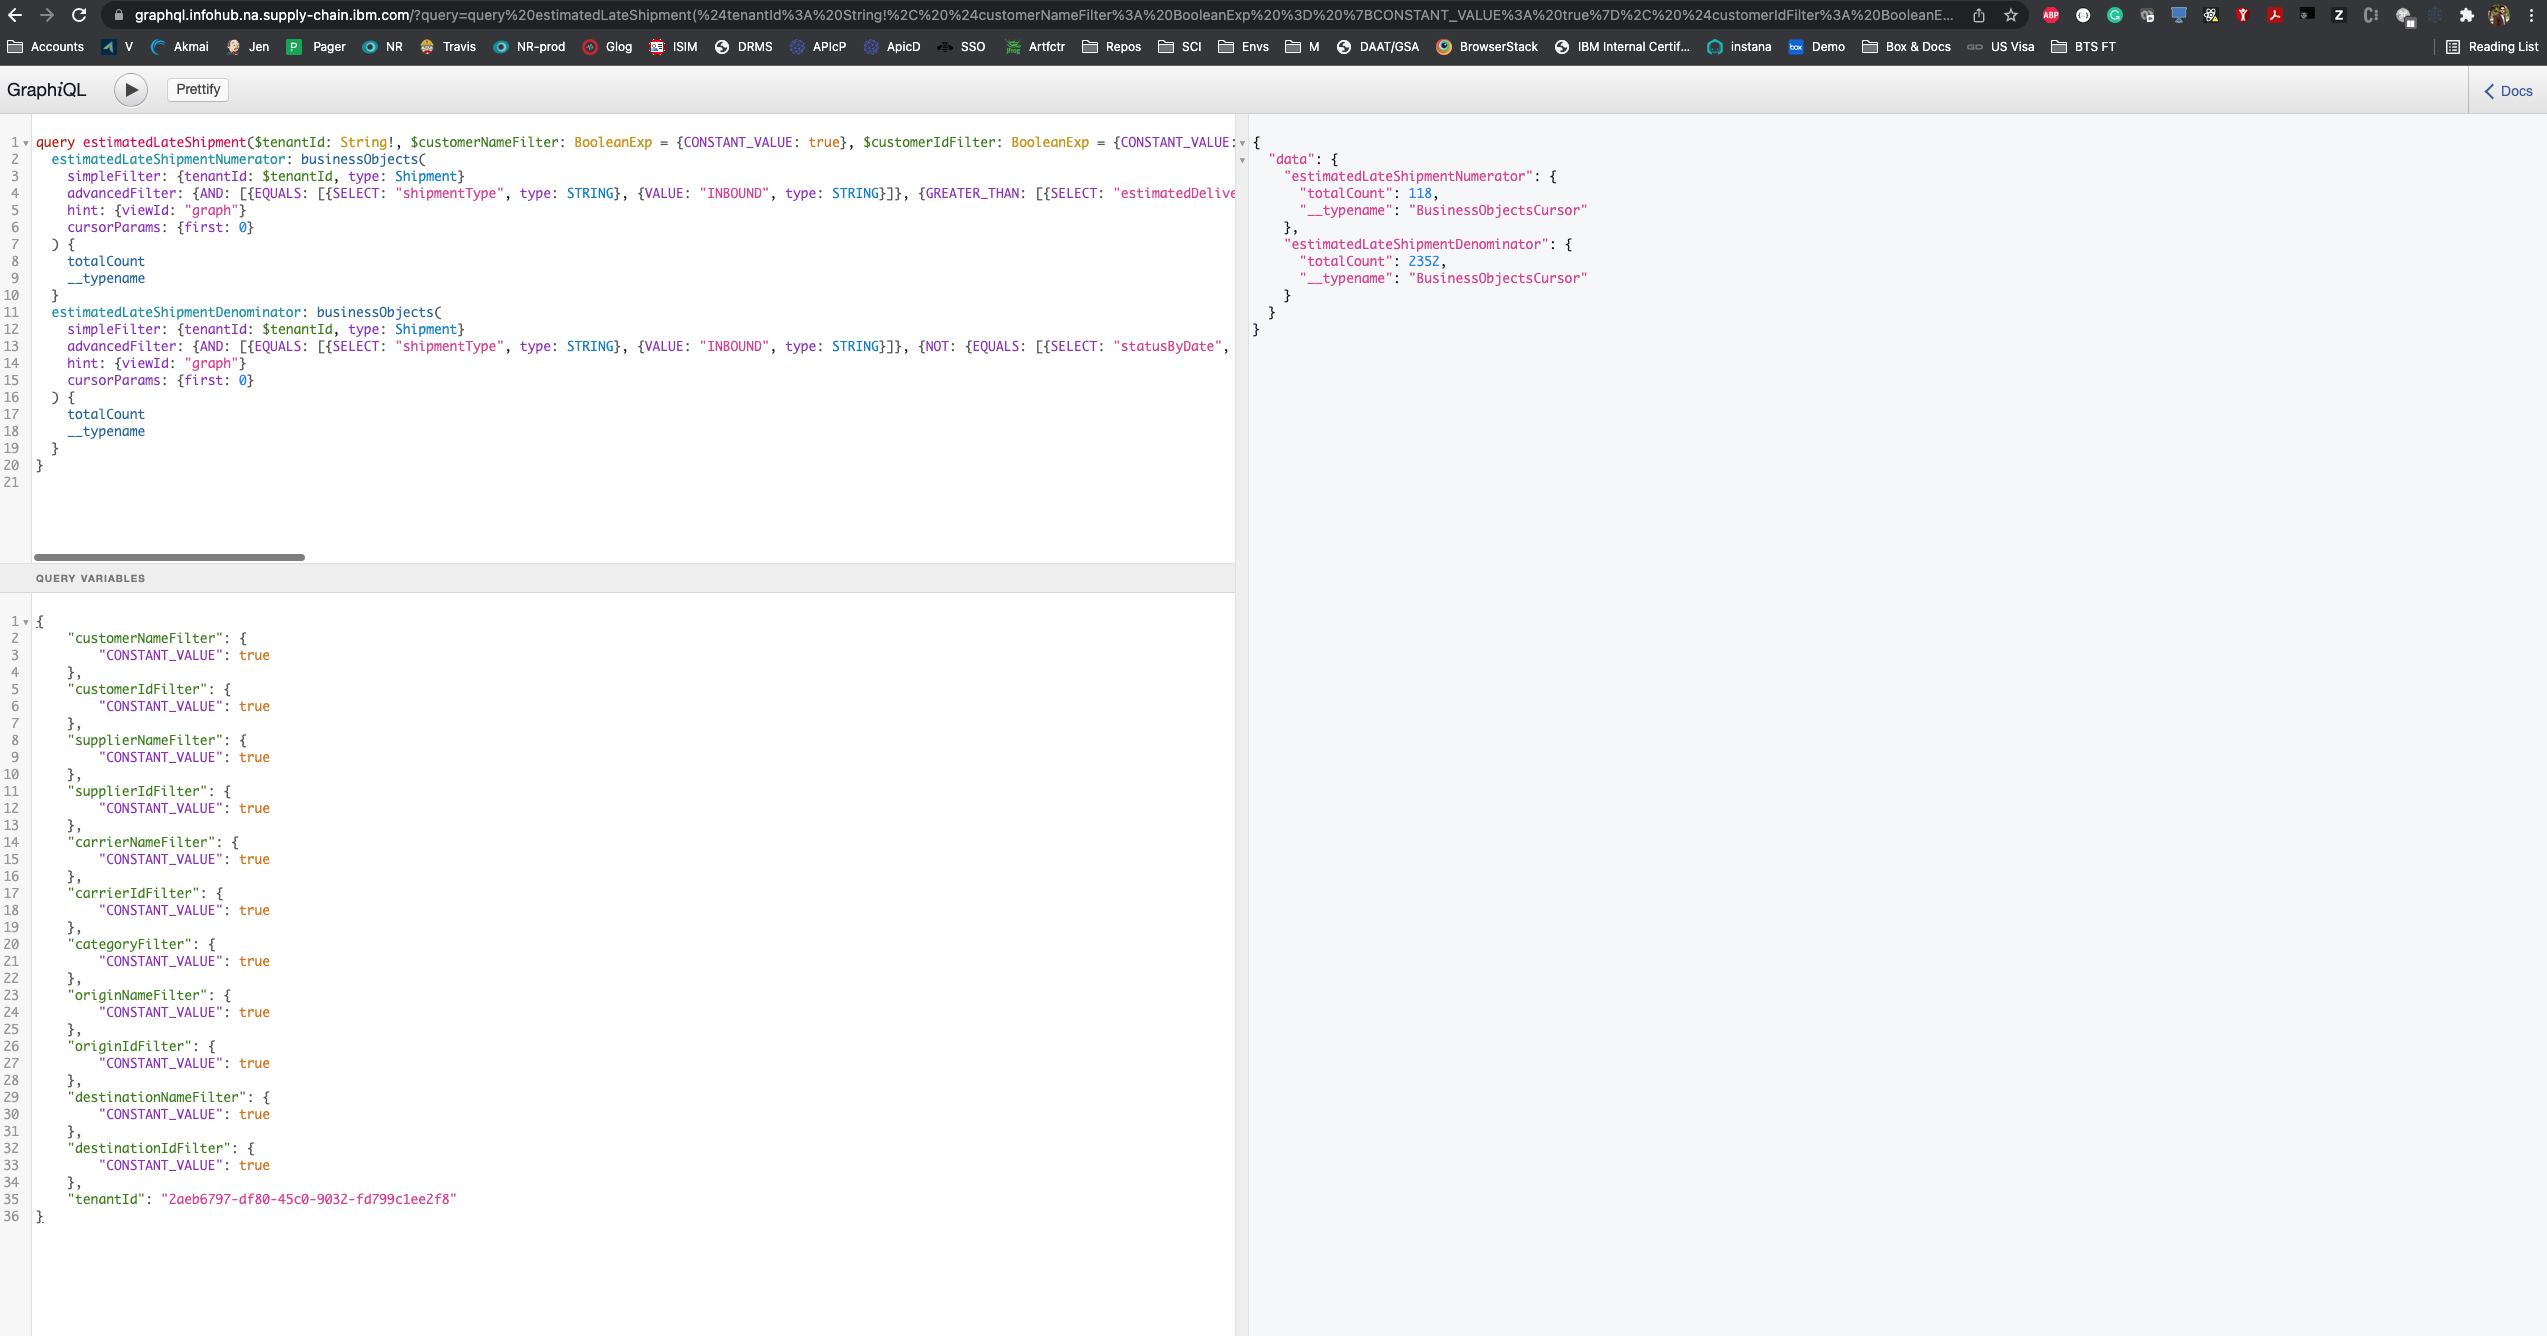 graphql.infohub.na.supply-chain.ibm.com/?query=query%20estimatedLateShipment(%24tenantId%3A%20String!%2C%20%24customerNameFilter%3A%20BooleanExp%20%3D%20%7BCONSTANT_VALUE%3A%20true%7D%2C%20%24customerIdFilter%3A%20BooleanE...
Accounts V Akmai Jen Pager NR Travis NR-prod Glog ISIM DRMS APIcP ApicD SSO Artfctr Repos SCI Envs M DAAT/GSA BrowserStack IBM Internal Certif... instana Demo Box & Docs US Visa BTS FT Reading List
GraphiQL Prettify Docs
1 query estimatedLateShipment($tenantId: String!, $customerNameFilter: BooleanExp = {CONSTANT_VALUE: true}, $customerIdFilter: BooleanExp = {CONSTANT_VALUE:
2 estimatedLateShipmentNumerator: businessObjects(
3 simpleFilter: {tenantId: $tenantId, type: Shipment}
4 advancedFilter: {AND: [{EQUALS: [{SELECT: "shipmentType", type: STRING}, {VALUE: "INBOUND", type: STRING}]}, {GREATER_THAN: [{SELECT: "estimatedDelive
5 hint: {viewId: "graph"}
6 cursorParams: {first: 0}
7 ) {
8 totalCount
9 __typename
10 }
11 estimatedLateShipmentDenominator: businessObjects(
12 simpleFilter: {tenantId: $tenantId, type: Shipment}
13 advancedFilter: {AND: [{EQUALS: [{SELECT: "shipmentType", type: STRING}, {VALUE: "INBOUND", type: STRING}]}, {NOT: {EQUALS: [{SELECT: "statusByDate",
14 hint: {viewId: "graph"}
15 cursorParams: {first: 0}
16 ) {
17 totalCount
18 __typename
19 }
20 }
21
QUERY VARIABLES
1 {
2 "customerNameFilter": {
3 "CONSTANT_VALUE": true
4 },
5 "customerIdFilter": {
6 "CONSTANT_VALUE": true
7 },
8 "supplierNameFilter": {
9 "CONSTANT_VALUE": true
10 },
11 "supplierIdFilter": {
12 "CONSTANT_VALUE": true
13 },
14 "carrierNameFilter": {
15 "CONSTANT_VALUE": true
16 },
17 "carrierIdFilter": {
18 "CONSTANT_VALUE": true
19 },
20 "categoryFilter": {
21 "CONSTANT_VALUE": true
22 },
23 "originNameFilter": {
24 "CONSTANT_VALUE": true
25 },
26 "originIdFilter": {
27 "CONSTANT_VALUE": true
28 },
29 "destinationNameFilter": {
30 "CONSTANT_VALUE": true
31 },
32 "destinationIdFilter": {
33 "CONSTANT_VALUE": true
34 },
35 "tenantId": "2aeb6797-df80-45c0-9032-fd799c1ee2f8"
36 }
{
"data": {
"estimatedLateShipmentNumerator": {
"totalCount": 118,
"__typename": "BusinessObjectsCursor"
},
"estimatedLateShipmentDenominator": {
"totalCount": 2352,
"__typename": "BusinessObjectsCursor"
}
}
}